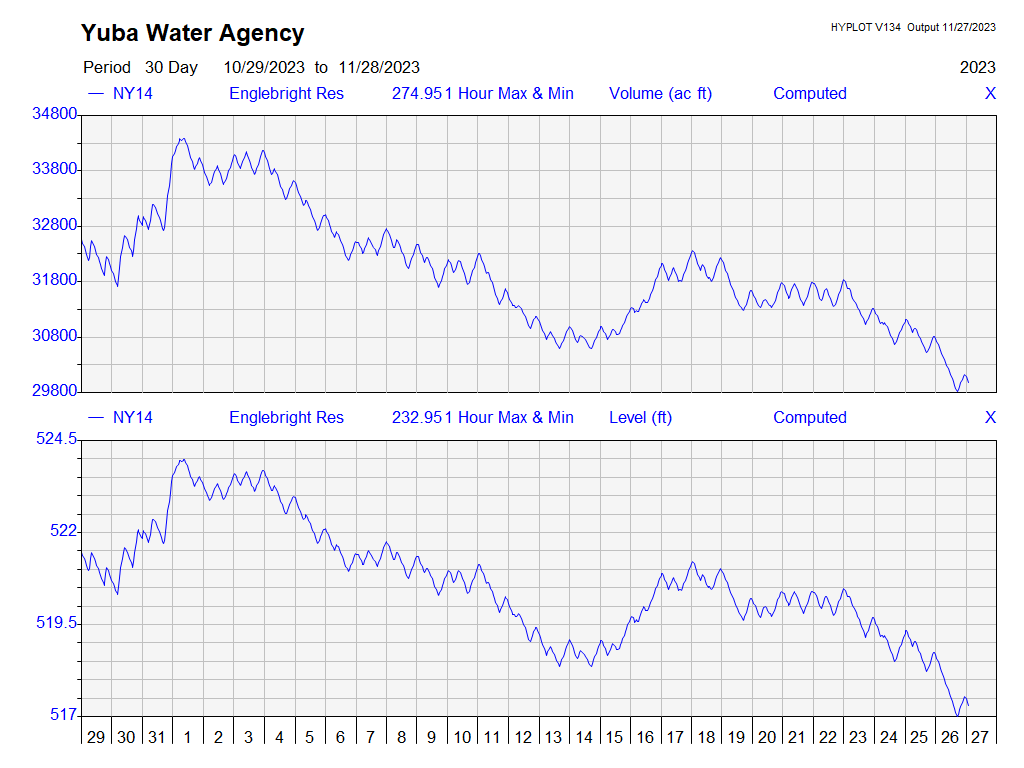 Yuba Water Agency
HYPLOT V134 Output 11/27/2023
Period 30 Day 10/29/2023 to 11/28/2023 2023
— NY14 Englebright Res 274.951 Hour Max & Min Volume (ac ft) Computed X
34800
33800
32800
31800
30800
29800
— NY14 Englebright Res 232.951 Hour Max & Min Level (ft) Computed X
524.5
522
519.5
517
29 30 31 1 2 3 4 5 6 7 8 9 10 11 12 13 14 15 16 17 18 19 20 21 22 23 24 25 26 27